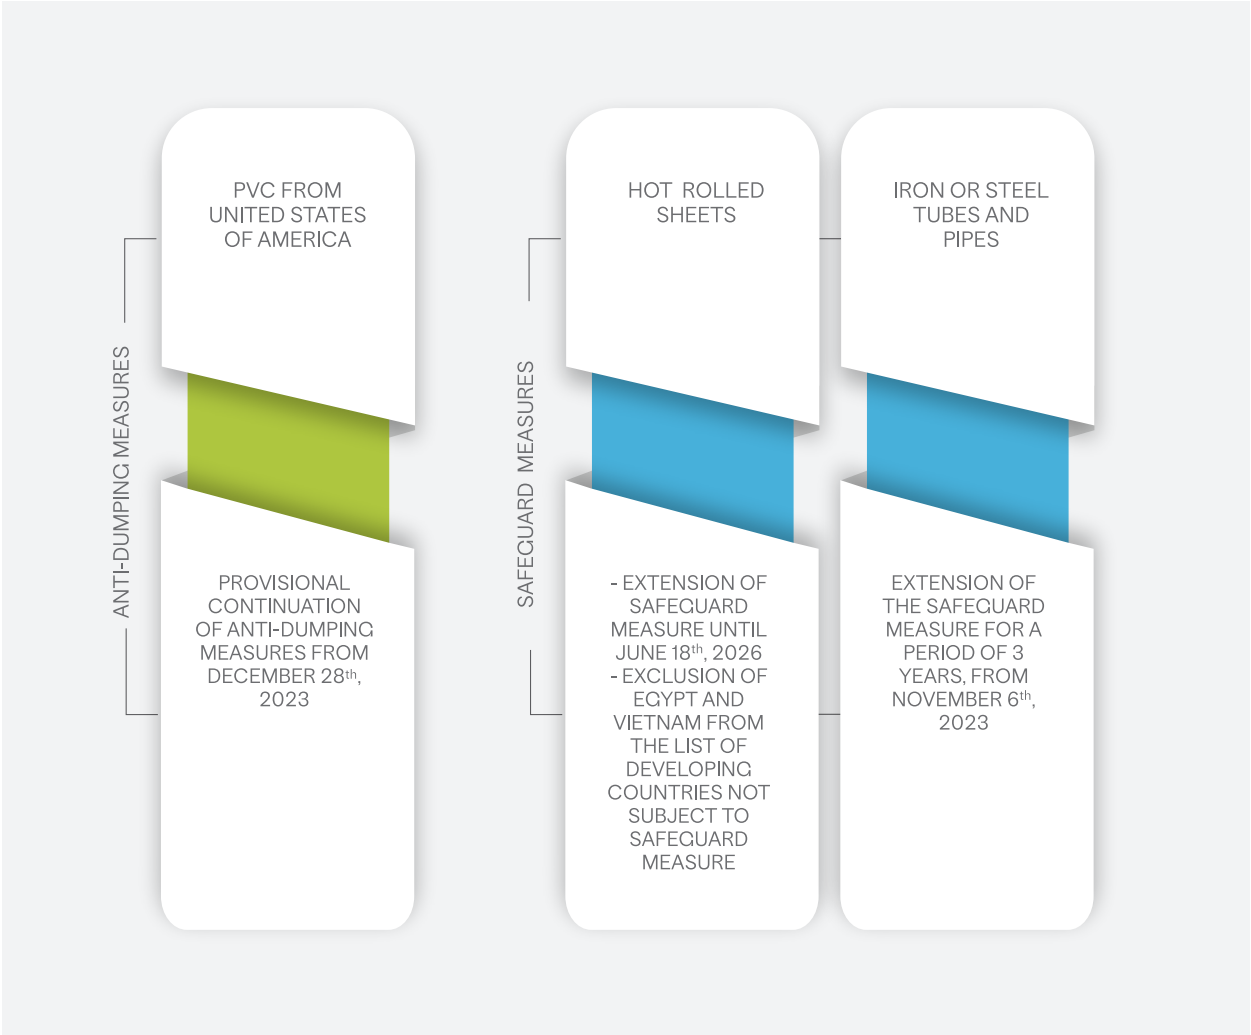 ANTI-DUMPING MEASURES
PVC FROM
UNITED STATES
OF AMERICA
PROVISIONAL
CONTINUATION
OF ANTI-DUMPING
MEASURES FROM
DECEMBER 28th,
2023
SAFEGUARD MEASURES
HOT ROLLED
SHEETS
- EXTENSION OF
SAFEGUARD
MEASURE UNTIL
JUNE 18th, 2026
- EXCLUSION OF
EGYPT AND
VIETNAM FROM
THE LIST OF
DEVELOPING
COUNTRIES NOT
SUBJECT TO
SAFEGUARD
MEASURE
IRON OR STEEL
TUBES AND
PIPES
EXTENSION OF
THE SAFEGUARD
MEASURE FOR A
PERIOD OF 3
YEARS, FROM
NOVEMBER 6th,
2023